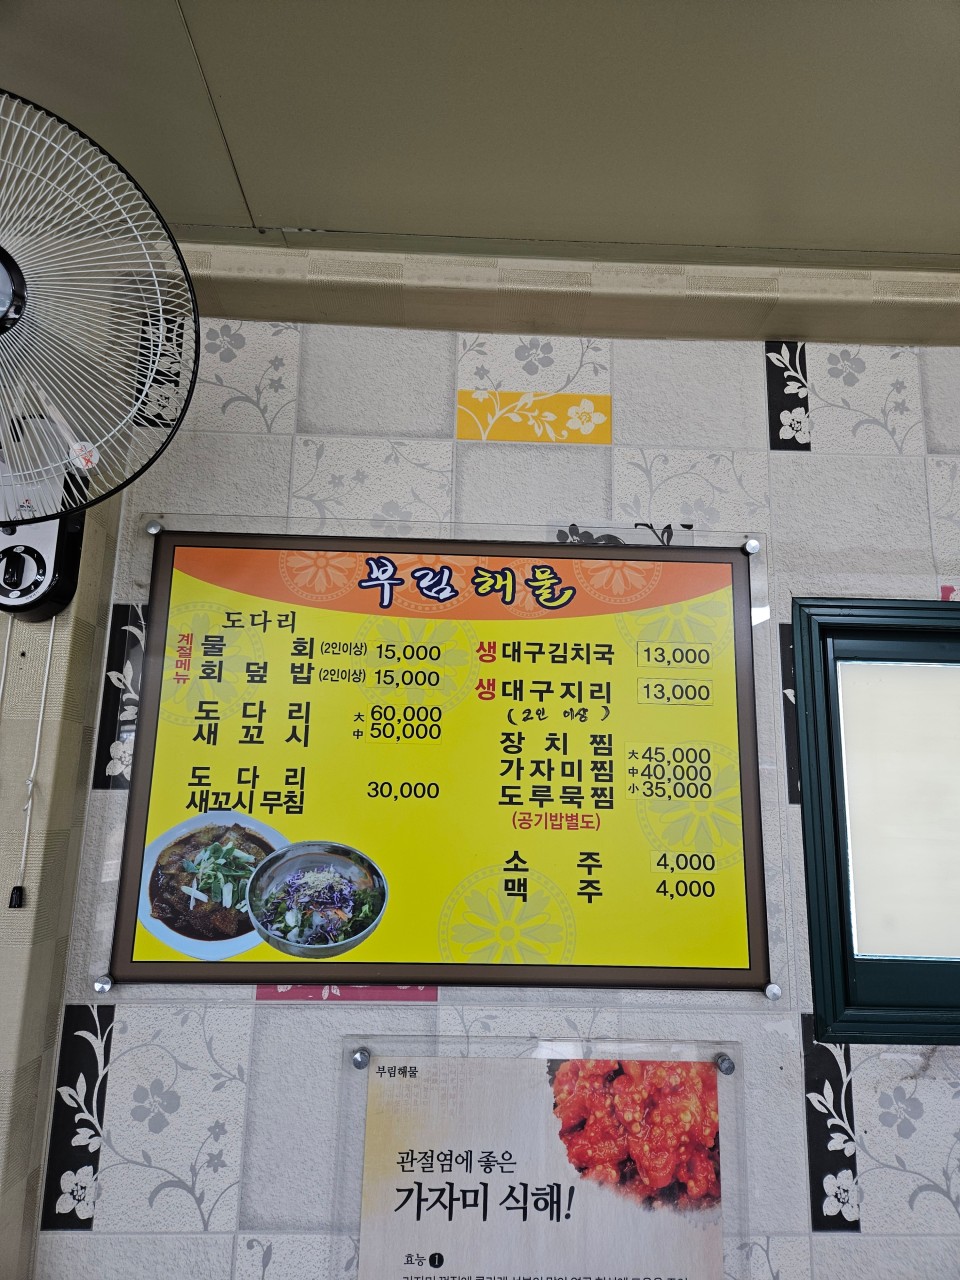 부림해물
도다리
계절메뉴
물 회 (2인이상) 15,000
회 덮 밥 (2인이상) 15,000
도 다 리 大 60,000
새 꼬 시 中 50,000
도 다 리
새꼬시 무침 30,000
생대구김치국 13,000
생대구지리 13,000
(2인 이상)
장 치 찜 大 45,000
가자미찜 中 40,000
도루묵찜 小 35,000
(공기밥별도)
소 주 4,000
맥 주 4,000
부림해물
관절염에 좋은
가자미 식해!
효능 1